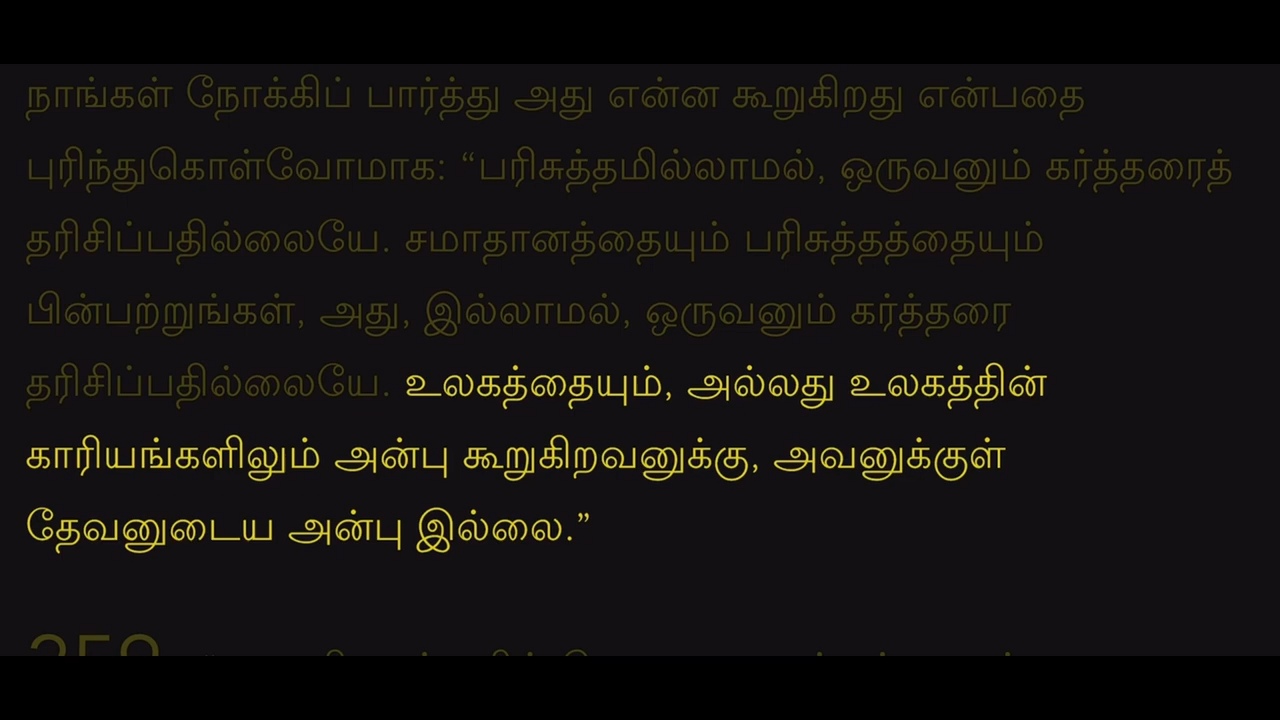 நாங்கள் நோக்கிப் பார்த்து அது என்ன கூறுகிறது என்பதை
புரிந்துகொள்வோமாக: “பரிசுத்தமில்லாமல், ஒருவனும் கர்த்தரைத்
தரிசிப்பதில்லையே. சமாதானத்தையும் பரிசுத்தத்தையும்
பின்பற்றுங்கள், அது, இல்லாமல், ஒருவனும் கர்த்தரை
தரிசிப்பதில்லையே. உலகத்தையும், அல்லது உலகத்தின்
காரியங்களிலும் அன்பு கூறுகிறவனுக்கு, அவனுக்குள்
தேவனுடைய அன்பு இல்லை.”